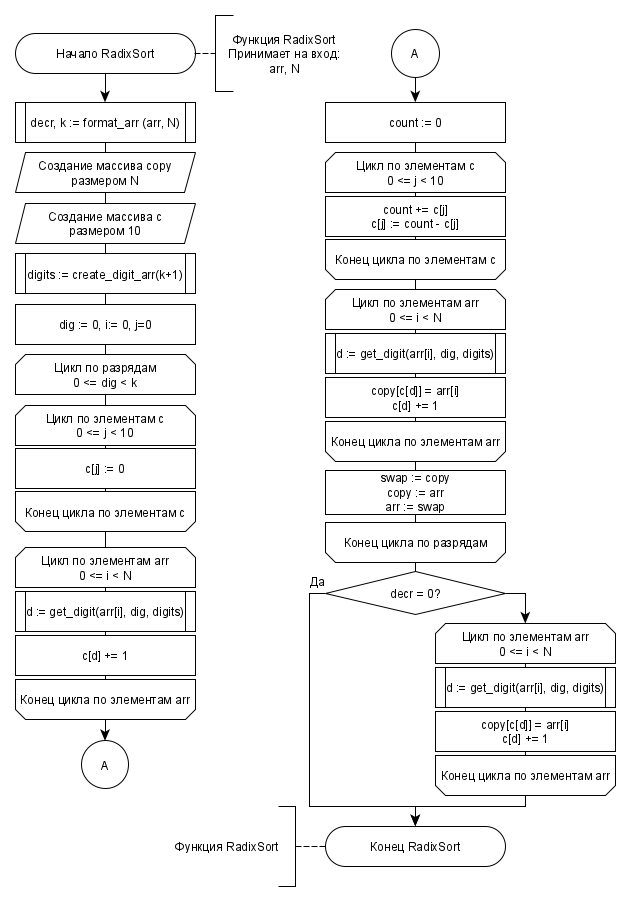 Начало RadixSort
Функция RadixSort
Принимает на вход:
arr, N
decr, k := format_arr (arr, N)
Создание массива copy
размером N
Создание массива c
размером 10
digits := create_digit_arr(k+1)
dig := 0, i:= 0, j=0
Цикл по разрядам
0 <= dig < k
Цикл по элементам c
0 <= j < 10
c[j] := 0
Конец цикла по элементам c
Цикл по элементам arr
0 <= i < N
d := get_digit(arr[i], dig, digits)
c[d] += 1
Конец цикла по элементам arr
A
A
count := 0
Цикл по элементам c
0 <= j < 10
count += c[j]
c[j] := count - c[j]
Конец цикла по элементам c
Цикл по элементам arr
0 <= i < N
d := get_digit(arr[i], dig, digits)
copy[c[d]] = arr[i]
c[d] += 1
Конец цикла по элементам arr
swap := copy
copy := arr
arr := swap
Конец цикла по разрядам
Да
decr = 0?
Цикл по элементам arr
0 <= i < N
d := get_digit(arr[i], dig, digits)
copy[c[d]] = arr[i]
c[d] += 1
Конец цикла по элементам arr
Функция RadixSort
Конец RadixSort